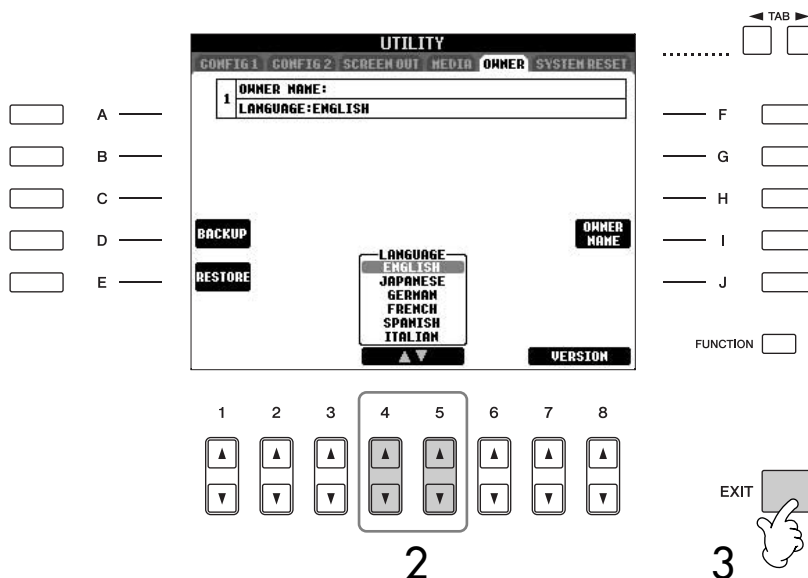 ◄ TAB ►
UTILITY
CONFIG 1 CONFIG 2 SCREEN OUT MEDIA OWNER SYSTEM RESET
1 OWNER NAME:
LANGUAGE:ENGLISH
A
B
C
D
E
F
G
H
I
J
BACKUP
RESTORE
OWNER
NAME
LANGUAGE
ENGLISH
JAPANESE
GERMAN
FRENCH
SPANISH
ITALIAN
▲▼
VERSION
FUNCTION
1 2 3 4 5 6 7 8
EXIT
2
3